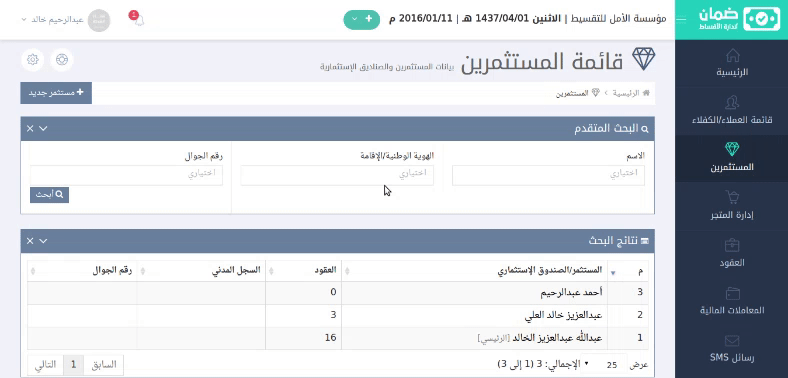 ضمان
لادارة الأقساط
مؤسسة الأمل للتقسيط | الاثنين 1437/04/01 هـ | 2016/01/11 م
1
عبدالرحيم خالد
الرئيسية
قائمة العملاء/الكفلاء
المستثمرين
إدارة المتجر
العقود
المعاملات المالية
رسائل SMS
قائمة المستثمرين بيانات المستثمرين والصناديق الإستثمارية
الرئيسية > المستثمرين
+ مستثمر جديد
البحث المتقدم
الاسم الهوية الوطنية/الإقامة رقم الجوال
اختياري اختياري اختياري
أبحث
نتائج البحث
م المستثمر/الصندوق الإستثماري العقود السجل المدني رقم الجوال
3 أحمد عبدالرحيم 0
2 عبدالعزيز خالد العلي 3
1 عبدالله عبدالعزيز الخالد [الرئيسي] 16
عرض 25 الإجمالي: 3 (1 إلى 3)
السابق 1 التالي